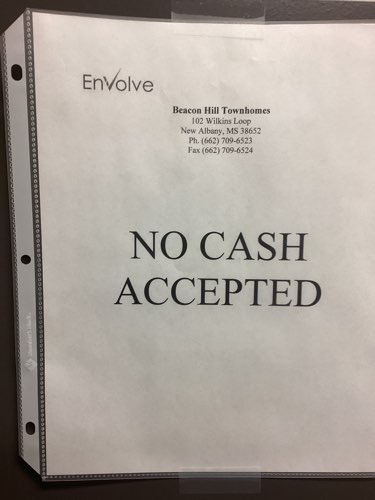 EnVolve
Beacon Hill Townhomes
102 Wilkins Loop
New Albany, MS 38652
Ph. (662) 709-6523
Fax (662) 709-6524
NO CASH
ACCEPTED